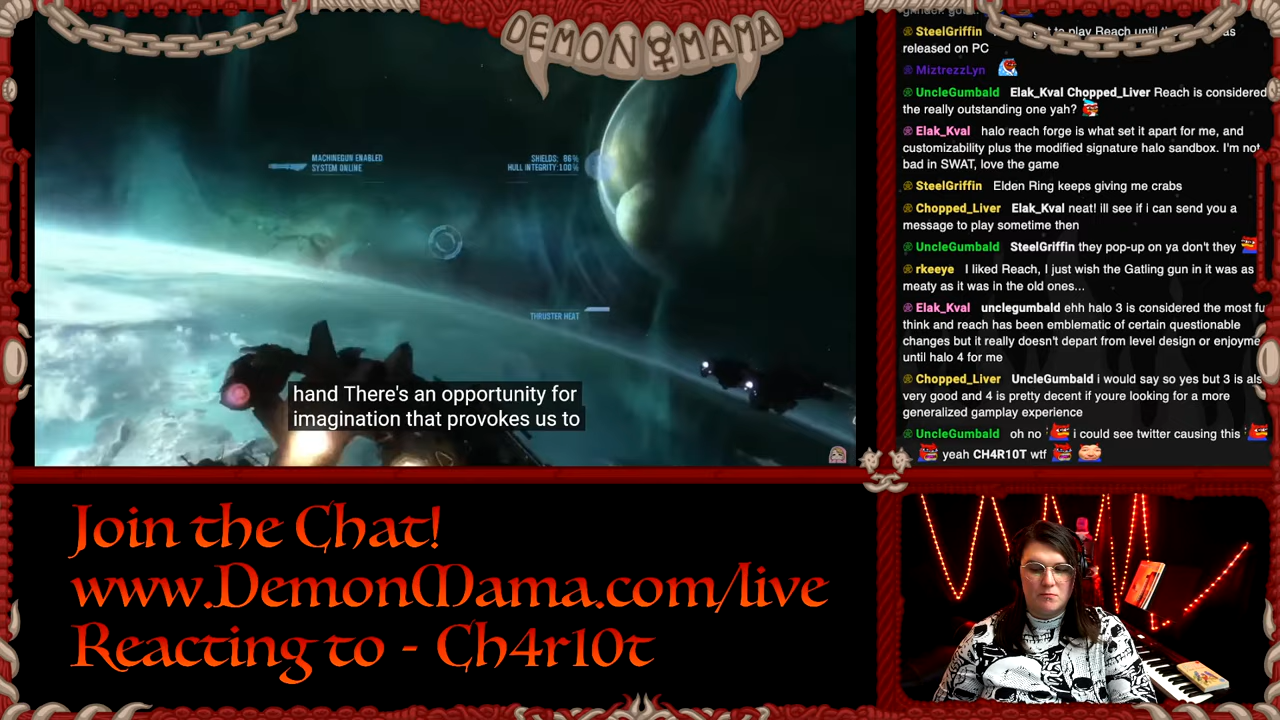 DEMON MAMA
MACHINEGUN ENABLED
SYSTEM ONLINE
SHIELDS: 86%
HULL INTEGRITY:100%
THRUSTER HEAT
hand There's an opportunity for
imagination that provokes us to
SteelGriffin to play Reach until
released on PC
MiztrezzLyn
UncleGumbald Elak_Kval Chopped_Liver Reach is considered
the really outstanding one yah?
Elak_Kval halo reach forge is what set it apart for me, and
customizability plus the modified signature halo sandbox. I'm not
bad in SWAT, love the game
SteelGriffin Elden Ring keeps giving me crabs
Chopped_Liver Elak_Kval neat! ill see if i can send you a
message to play sometime then
UncleGumbald SteelGriffin they pop-up on ya don't they
rkeeye I liked Reach, I just wish the Gatling gun in it was as
meaty as it was in the old ones...
Elak_Kval unclegumbald ehh halo 3 is considered the most fu
think and reach has been emblematic of certain questionable
changes but it really doesn't depart from level design or enjoyme
until halo 4 for me
Chopped_Liver UncleGumbald i would say so yes but 3 is als
very good and 4 is pretty decent if youre looking for a more
generalized gamplay experience
UncleGumbald oh no i could see twitter causing this
yeah CH4R10T wtf
Join the Chat!
www.DemonMama.com/live
Reacting to - Ch4r10t